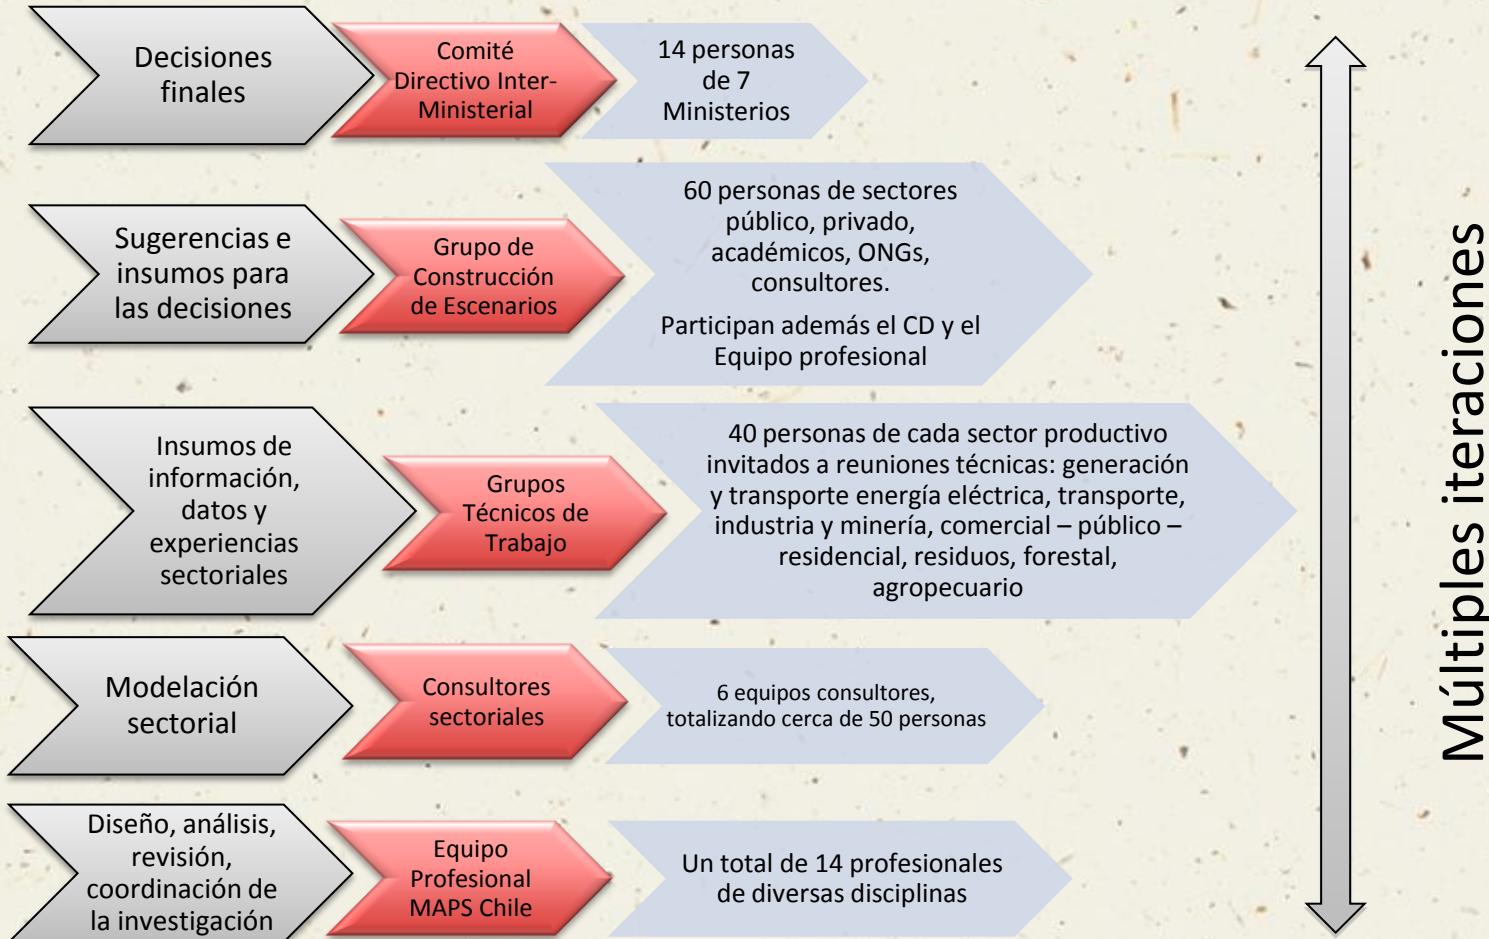 Decisiones
finales
Comité
Directivo Inter-
Ministerial
14 personas
de 7
Ministerios
Sugerencias e
insumos para
las decisiones
Grupo de
Construcción
de Escenarios
60 personas de sectores
público, privado,
académicos, ONGs,
consultores.
Participan además el CD y el
Equipo profesional
Insumos de
información,
datos y
experiencias
sectoriales
Grupos
Técnicos de
Trabajo
40 personas de cada sector productivo
invitados a reuniones técnicas: generación
y transporte energía eléctrica, transporte,
industria y minería, comercial – público –
residencial, residuos, forestal,
agropecuario
Modelación
sectorial
Consultores
sectoriales
6 equipos consultores,
totalizando cerca de 50 personas
Diseño, análisis,
revisión,
coordinación de
la investigación
Equipo
Profesional
MAPS Chile
Un total de 14 profesionales
de diversas disciplinas
Múltiples iteraciones